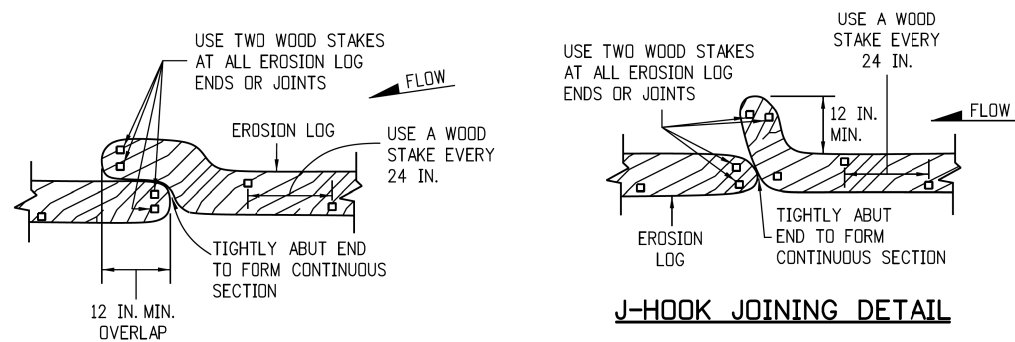 USE TWO WOOD STAKES
AT ALL EROSION LOG
ENDS OR JOINTS
FLOW
EROSION LOG
USE A WOOD
STAKE EVERY
24 IN.
TIGHTLY ABUT END
TO FORM CONTINUOUS
SECTION
12 IN. MIN.
OVERLAP
USE TWO WOOD STAKES
AT ALL EROSION LOG
ENDS OR JOINTS
USE A WOOD
STAKE EVERY
24 IN.
12 IN.
MIN.
FLOW
EROSION
LOG
TIGHTLY ABUT
END TO FORM
CONTINUOUS SECTION
J-HOOK JOINING DETAIL